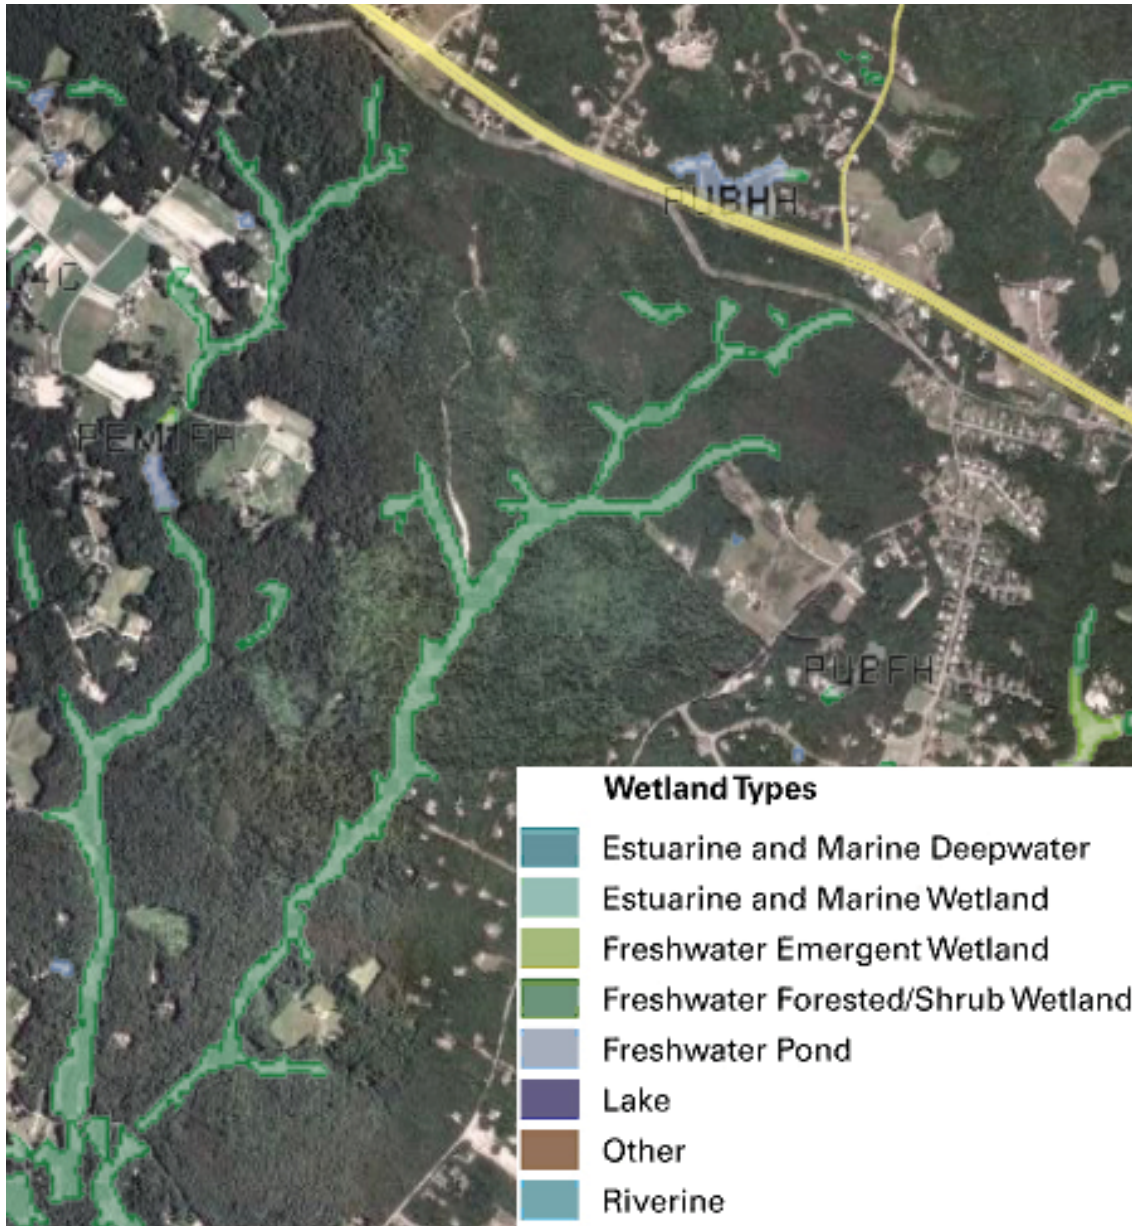 PUBHH
14C
PEM1FH
PUBFH
Wetland Types
Estuarine and Marine Deepwater
Estuarine and Marine Wetland
Freshwater Emergent Wetland
Freshwater Forested/Shrub Wetland
Freshwater Pond
Lake
Other
Riverine